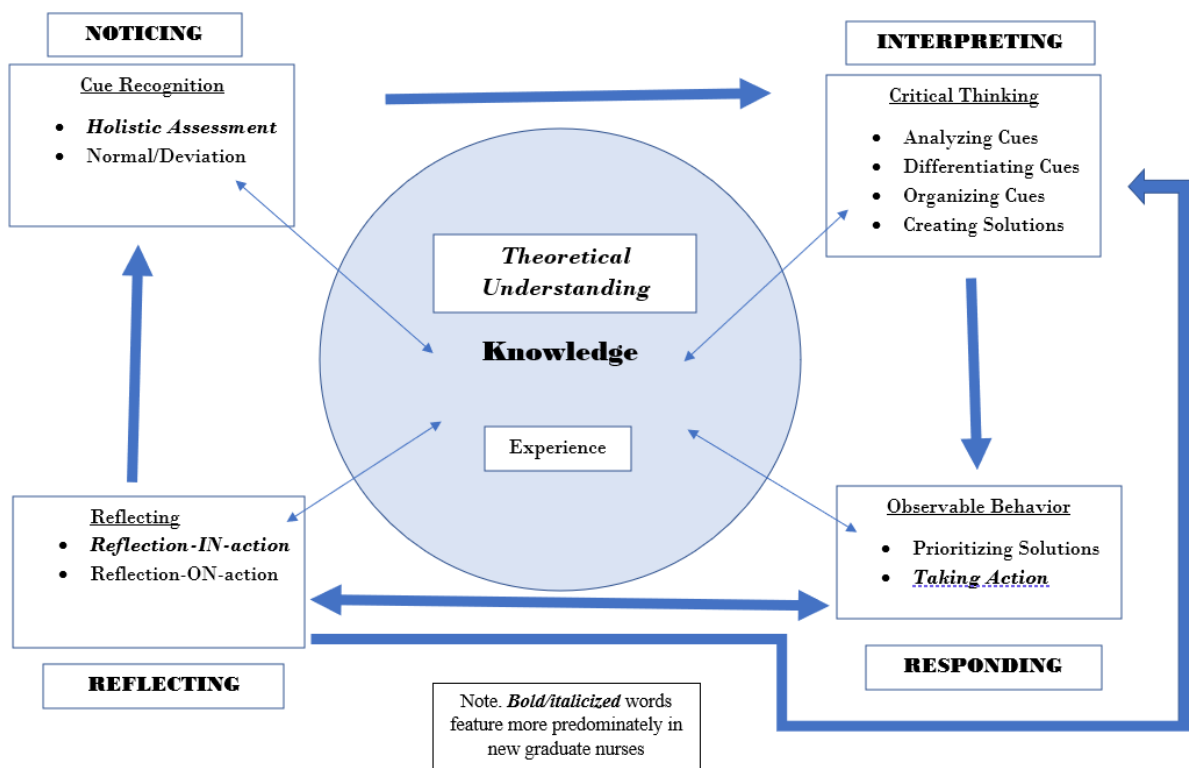 NOTICING
Cue Recognition
• Holistic Assessment
• Normal/Deviation
INTERPRETING
Critical Thinking
• Analyzing Cues
• Differentiating Cues
• Organizing Cues
• Creating Solutions
Theoretical
Understanding
Knowledge
Experience
Reflecting
• Reflection-IN-action
• Reflection-ON-action
REFLECTING
Observable Behavior
• Prioritizing Solutions
• Taking Action
RESPONDING
Note. Bold/italicized words
feature more predominately in
new graduate nurses